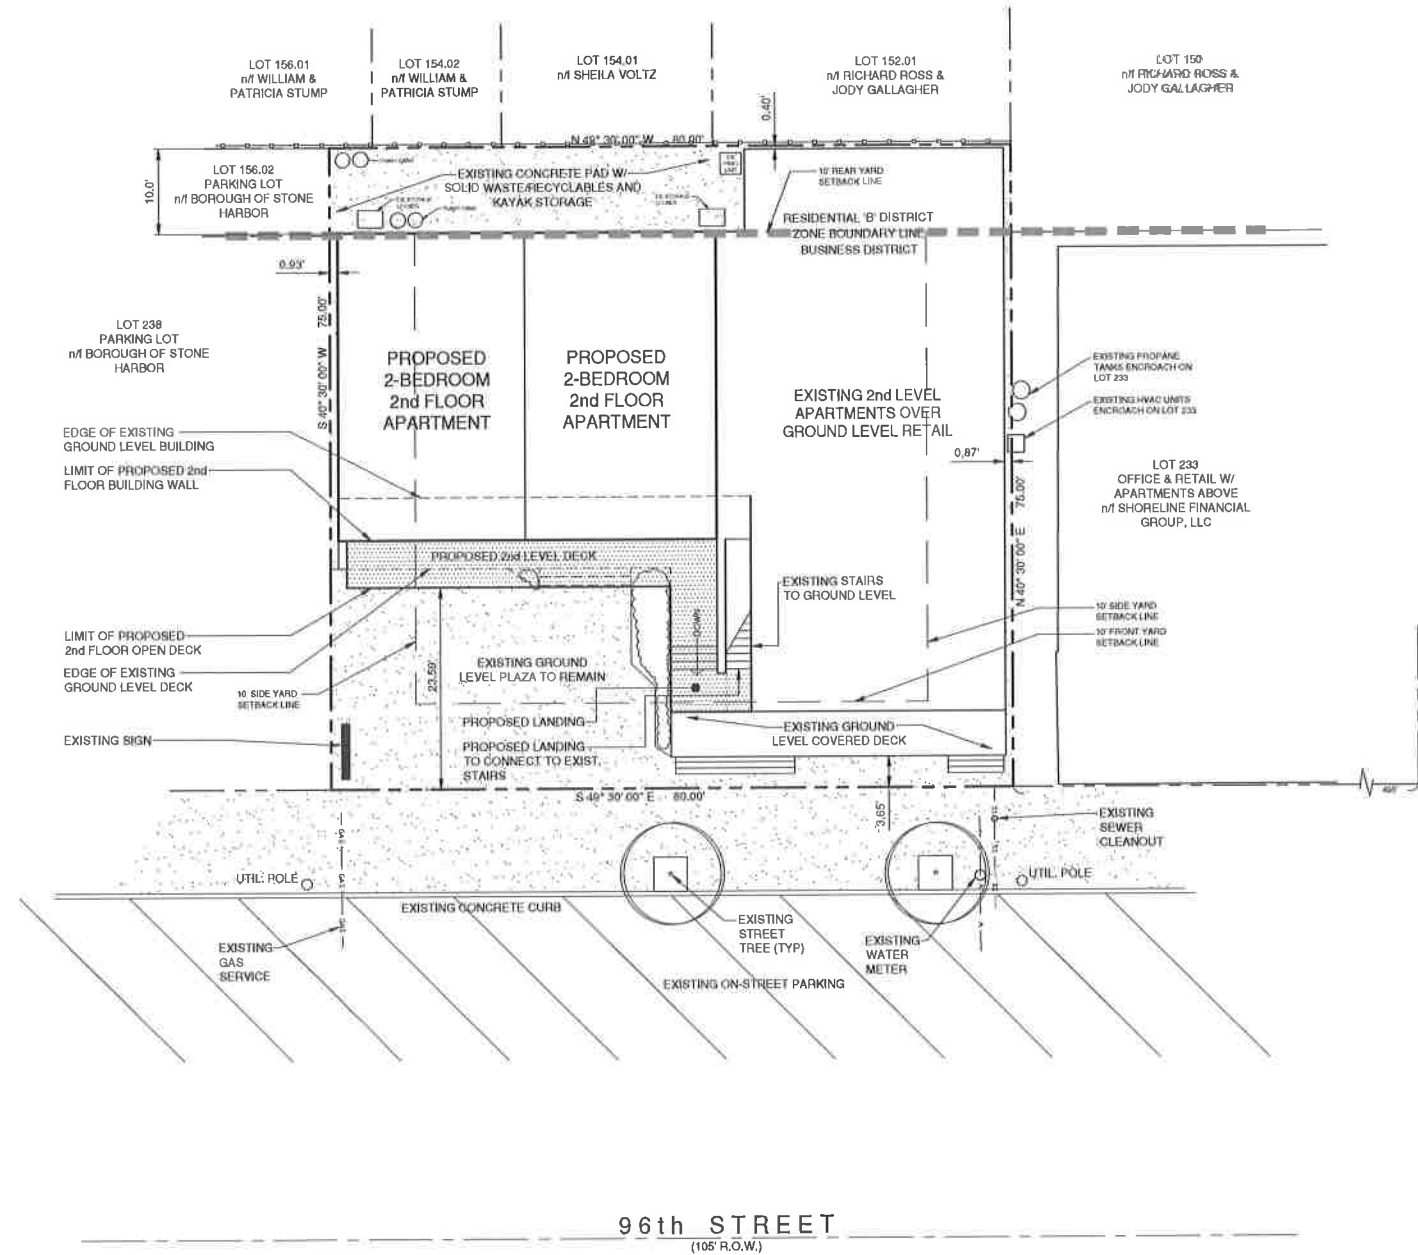 LOT 156.01
n/f WILLIAM &
PATRICIA STUMP
LOT 154.02
n/f WILLIAM &
PATRICIA STUMP
LOT 154.01
n/f SHEILA VOLTZ
LOT 152.01
n/f RICHARD ROSS &
JODY GALLAGHER
LOT 150
n/f RICHARD ROSS &
JODY GALLAGHER
0.40'
N 49° 30' 00" W 80.00'
10.0'
LOT 156.02
PARKING LOT
n/f BOROUGH OF STONE
HARBOR
EXISTING CONCRETE PAD W/
SOLID WASTE/RECYCLABLES AND
KAYAK STORAGE
10' REAR YARD
SETBACK LINE
RESIDENTIAL 'B' DISTRICT
ZONE BOUNDARY LINE
BUSINESS DISTRICT
0.93'
S 40° 30' 00" W 75.00'
LOT 238
PARKING LOT
n/f BOROUGH OF STONE
HARBOR
PROPOSED
2-BEDROOM
2nd FLOOR
APARTMENT
PROPOSED
2-BEDROOM
2nd FLOOR
APARTMENT
EXISTING 2nd LEVEL
APARTMENTS OVER
GROUND LEVEL RETAIL
EXISTING PROPANE
TANKS ENCROACH ON
LOT 233
EXISTING HVAC UNITS
ENCROACH ON LOT 233
0.87'
EDGE OF EXISTING
GROUND LEVEL BUILDING
LIMIT OF PROPOSED 2nd
FLOOR BUILDING WALL
LOT 233
OFFICE & RETAIL W/
APARTMENTS ABOVE
n/f SHORELINE FINANCIAL
GROUP, LLC
N 40° 30' 00" E 75.00'
PROPOSED 2nd LEVEL DECK
EXISTING STAIRS
TO GROUND LEVEL
DOWN
10' SIDE YARD
SETBACK LINE
10' FRONT YARD
SETBACK LINE
LIMIT OF PROPOSED
2nd FLOOR OPEN DECK
EDGE OF EXISTING
GROUND LEVEL DECK
10' SIDE YARD
SETBACK LINE
23.59'
EXISTING GROUND
LEVEL PLAZA TO REMAIN
PROPOSED LANDING
PROPOSED LANDING
TO CONNECT TO EXIST.
STAIRS
EXISTING GROUND
LEVEL COVERED DECK
EXISTING SIGN
S 49° 30' 00" E 80.00'
3.65'
EXISTING
SEWER
CLEANOUT
GAS
GAS
UTIL. POLE
UTIL. POLE
EXISTING CONCRETE CURB
EXISTING
GAS
SERVICE
EXISTING
STREET
TREE (TYP)
EXISTING
WATER
METER
EXISTING ON-STREET PARKING
96th STREET
(105' R.O.W.)